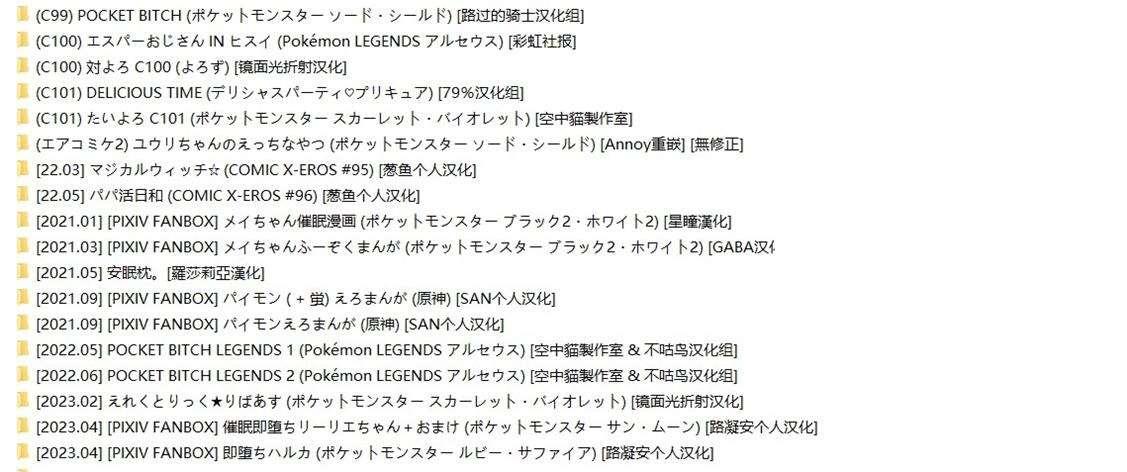 (C99) POCKET BITCH (ポケットモンスター ソード・シールド) [路过的骑士汉化组]
(C100) エスパーおじさん IN ヒスイ (Pokémon LEGENDS アルセウス) [彩虹社报]
(C100) 対よろ C100 (よろず) [镜面光折射汉化]
(C101) DELICIOUS TIME (デリシャスパーティ♡プリキュア) [79%汉化组]
(C101) たいよろ C101 (ポケットモンスター スカーレット・バイオレット) [空中貓製作室]
(エアコミケ2) ユウリちゃんのえっちなやつ (ポケットモンスター ソード・シールド) [Annoy重嵌] [無修正]
[22.03] マジカルウィッチ☆ (COMIC X-EROS #95) [葱鱼个人汉化]
[22.05] パパ活日和 (COMIC X-EROS #96) [葱鱼个人汉化]
[2021.01] [PIXIV FANBOX] メイちゃん催眠漫画 (ポケットモンスター ブラック2・ホワイト2) [星瞳漢化]
[2021.03] [PIXIV FANBOX] メイちゃんふーぞくまんが (ポケットモンスター ブラック2・ホワイト2) [GABA汉
[2021.05] 安眠枕。[羅莎莉亞漢化]
[2021.09] [PIXIV FANBOX] パイモン ( + 蛍) えろまんが (原神) [SAN个人汉化]
[2021.09] [PIXIV FANBOX] パイモンえろまんが (原神) [SAN个人汉化]
[2022.05] POCKET BITCH LEGENDS 1 (Pokémon LEGENDS アルセウス) [空中貓製作室 & 不咕鸟汉化组]
[2022.06] POCKET BITCH LEGENDS 2 (Pokémon LEGENDS アルセウス) [空中貓製作室 & 不咕鸟汉化组]
[2023.02] えれくとりっく★りばあす (ポケットモンスター スカーレット・バイオレット) [镜面光折射汉化]
[2023.04] [PIXIV FANBOX] 催眠即堕ちリーリエちゃん + おまけ (ポケットモンスター サン・ムーン) [路凝安个人汉化]
[2023.04] [PIXIV FANBOX] 即堕ちハルカ (ポケットモンスター ルビー・サファイア) [路凝安个人汉化]